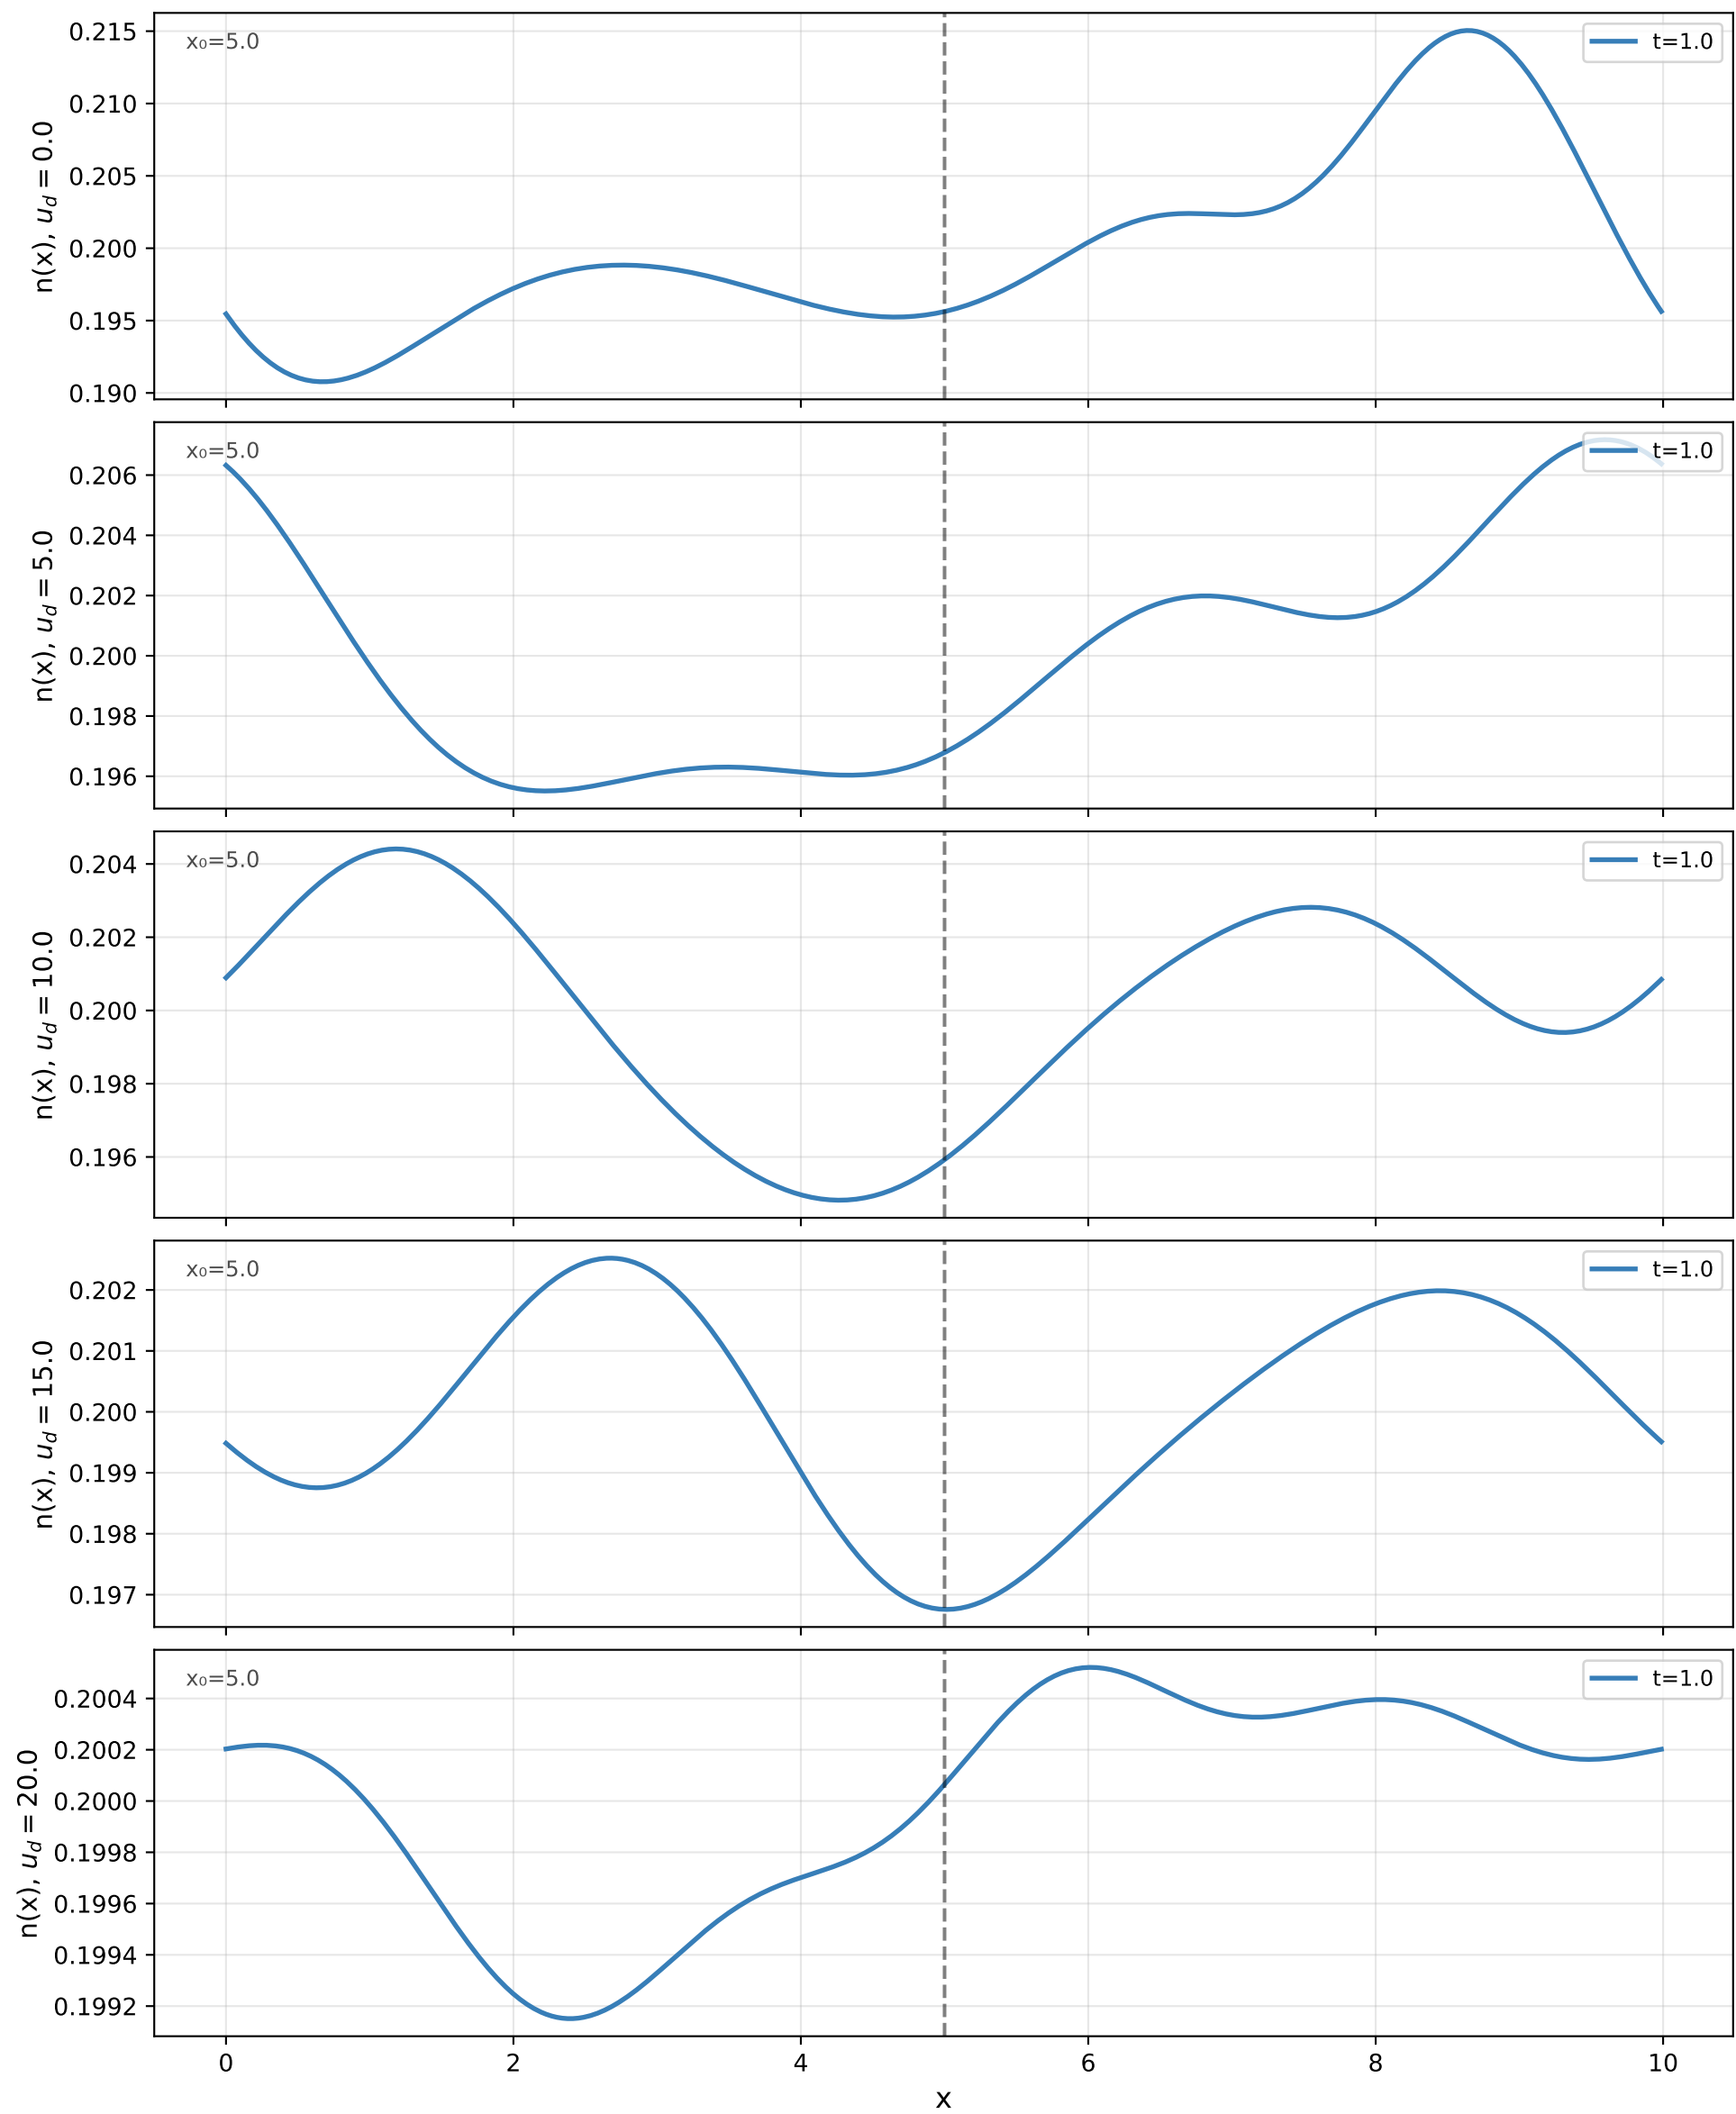 n(x), u_d = 0.0
0.215
0.210
0.205
0.200
0.195
0.190
x₀=5.0
t=1.0
n(x), u_d = 5.0
0.206
0.204
0.202
0.200
0.198
0.196
x₀=5.0
t=1.0
n(x), u_d = 10.0
0.204
0.202
0.200
0.198
0.196
x₀=5.0
t=1.0
n(x), u_d = 15.0
0.202
0.201
0.200
0.199
0.198
0.197
x₀=5.0
t=1.0
n(x), u_d = 20.0
0.2004
0.2002
0.2000
0.1998
0.1996
0.1994
0.1992
x₀=5.0
t=1.0
0 2 4 6 8 10
x